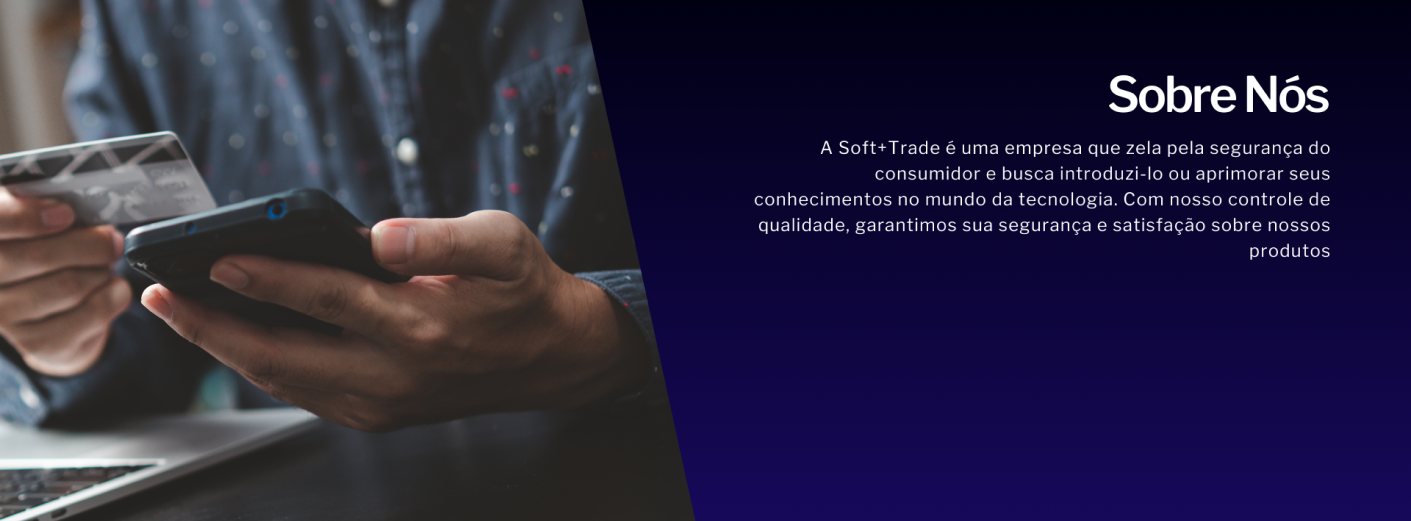 Sobre Nós
A Soft+Trade é uma empresa que zela pela segurança do
consumidor e busca introduzi-lo ou aprimorar seus
conhecimentos no mundo da tecnologia. Com nosso controle de
qualidade, garantimos sua segurança e satisfação sobre nossos
produtos